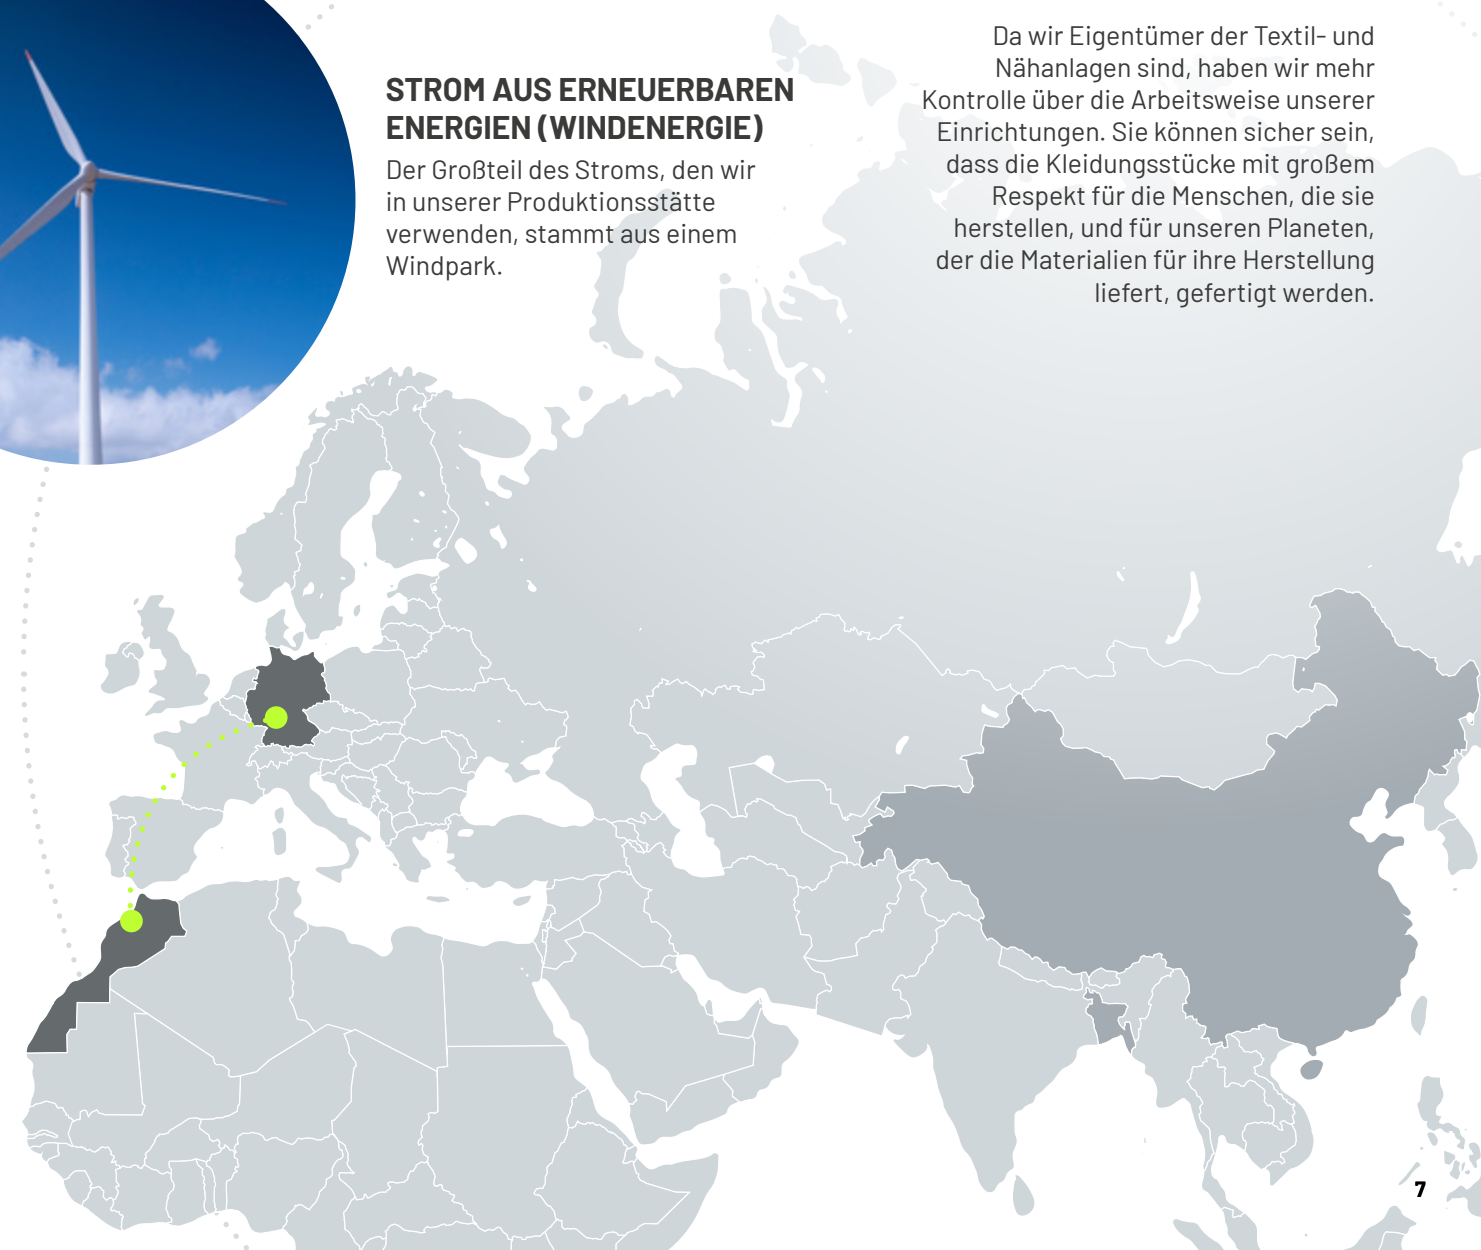 STROM AUS ERNEUERBAREN
ENERGIEN (WINDENERGIE)
Der Großteil des Stroms, den wir
in unserer Produktionsstätte
verwenden, stammt aus einem
Windpark.
Da wir Eigentümer der Textil- und
Nähanlagen sind, haben wir mehr
Kontrolle über die Arbeitsweise unserer
Einrichtungen. Sie können sicher sein,
dass die Kleidungsstücke mit großem
Respekt für die Menschen, die sie
herstellen, und für unseren Planeten,
der die Materialien für ihre Herstellung
liefert, gefertigt werden.
7